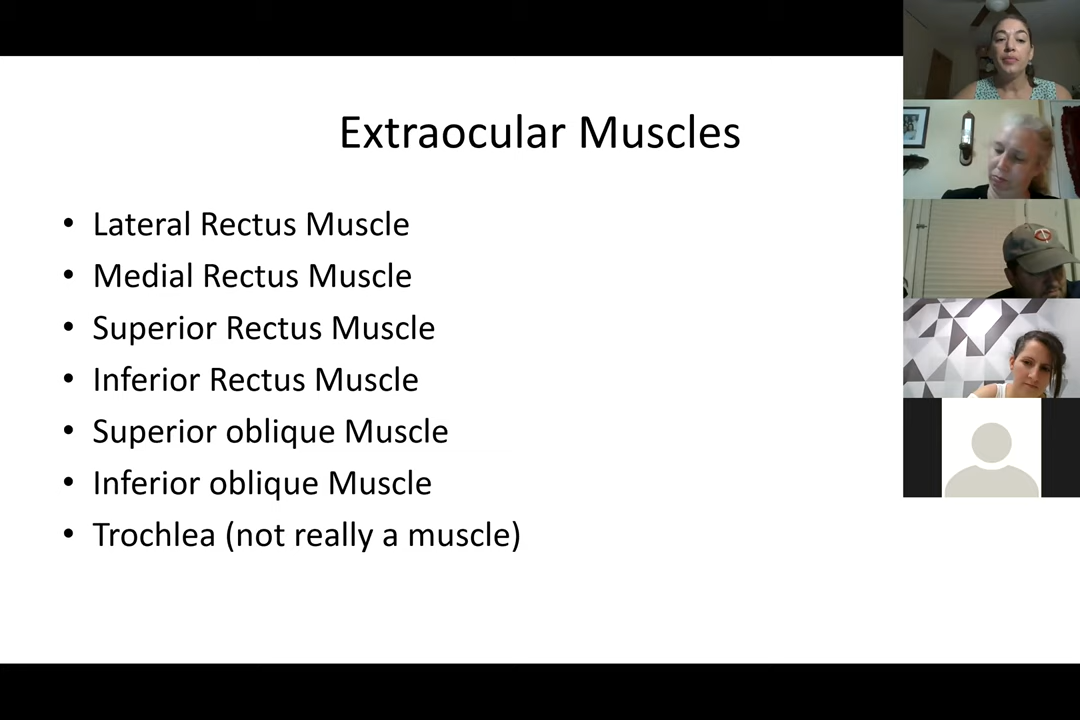 Extraocular Muscles
• Lateral Rectus Muscle
• Medial Rectus Muscle
• Superior Rectus Muscle
• Inferior Rectus Muscle
• Superior oblique Muscle
• Inferior oblique Muscle
• Trochlea (not really a muscle)